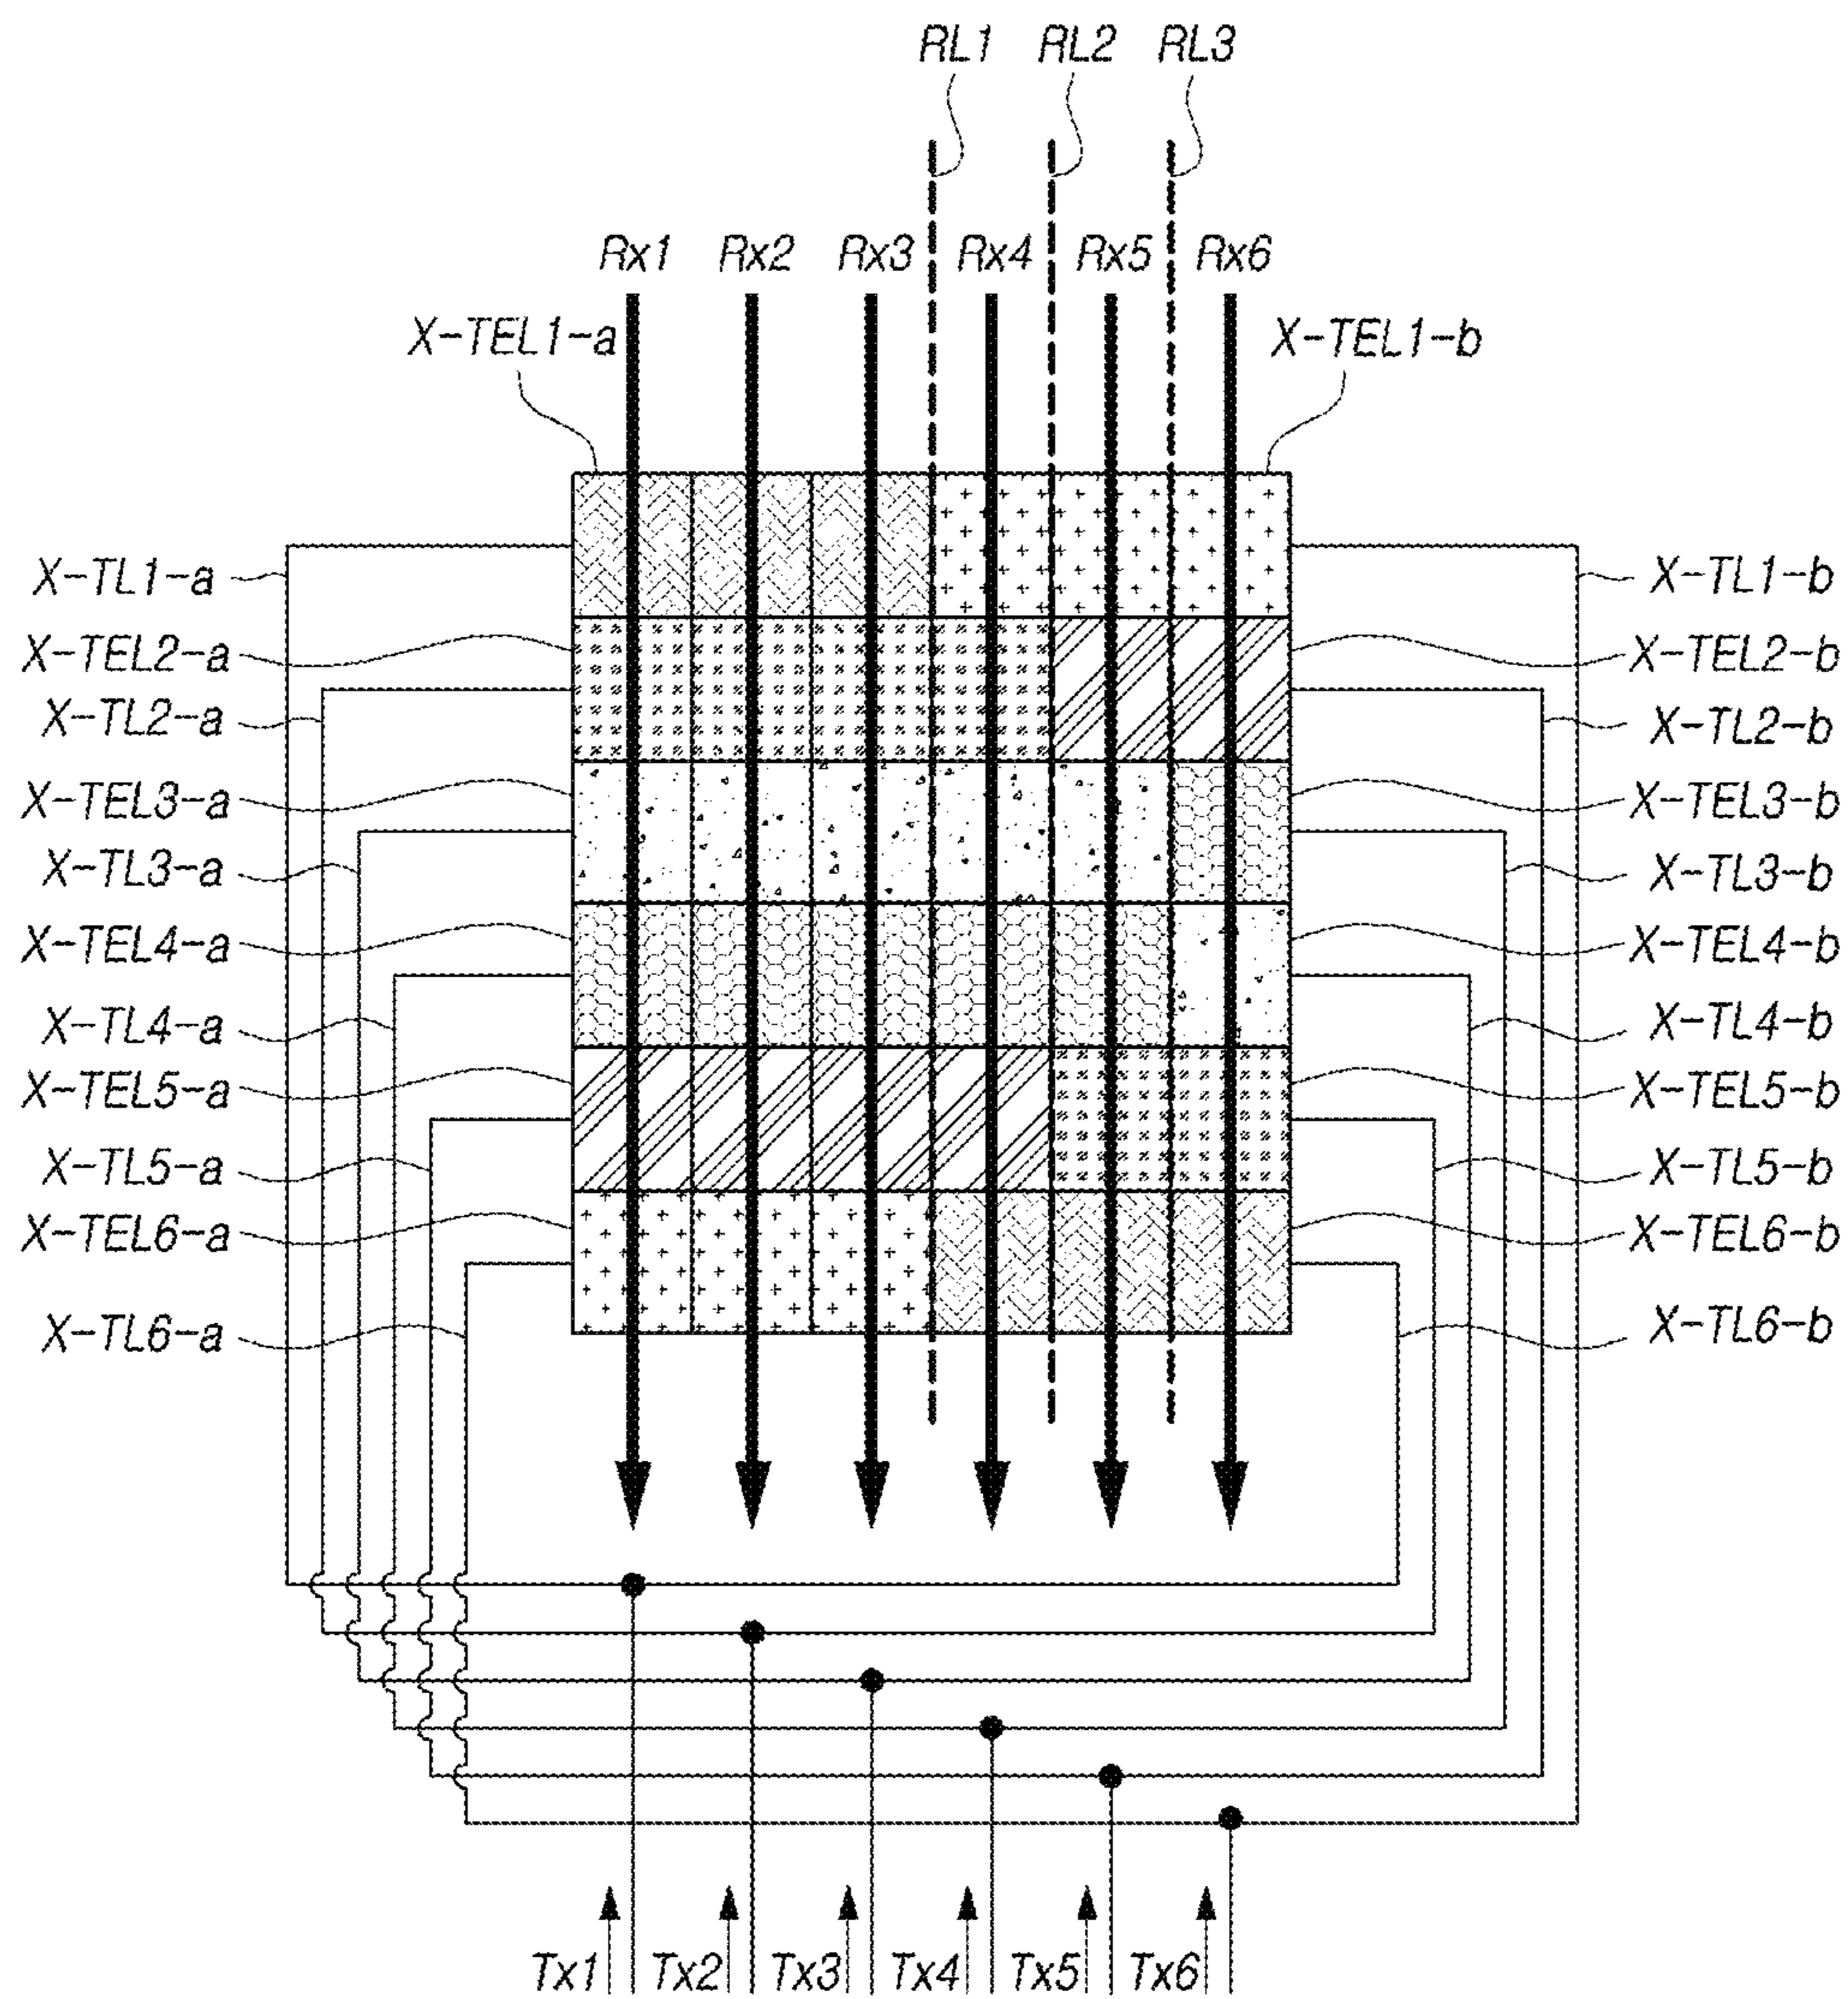 RL1 RL2 RL3
Rx1 Rx2 Rx3 Rx4 Rx5 Rx6
X-TEL1-a X-TEL1-b
X-TL1-a X-TL1-b
X-TEL2-a X-TEL2-b
X-TL2-a X-TL2-b
X-TEL3-a X-TEL3-b
X-TL3-a X-TL3-b
X-TEL4-a X-TEL4-b
X-TL4-a X-TL4-b
X-TEL5-a X-TEL5-b
X-TL5-a X-TL5-b
X-TEL6-a X-TEL6-b
X-TL6-a X-TL6-b
Tx1 Tx2 Tx3 Tx4 Tx5 Tx6